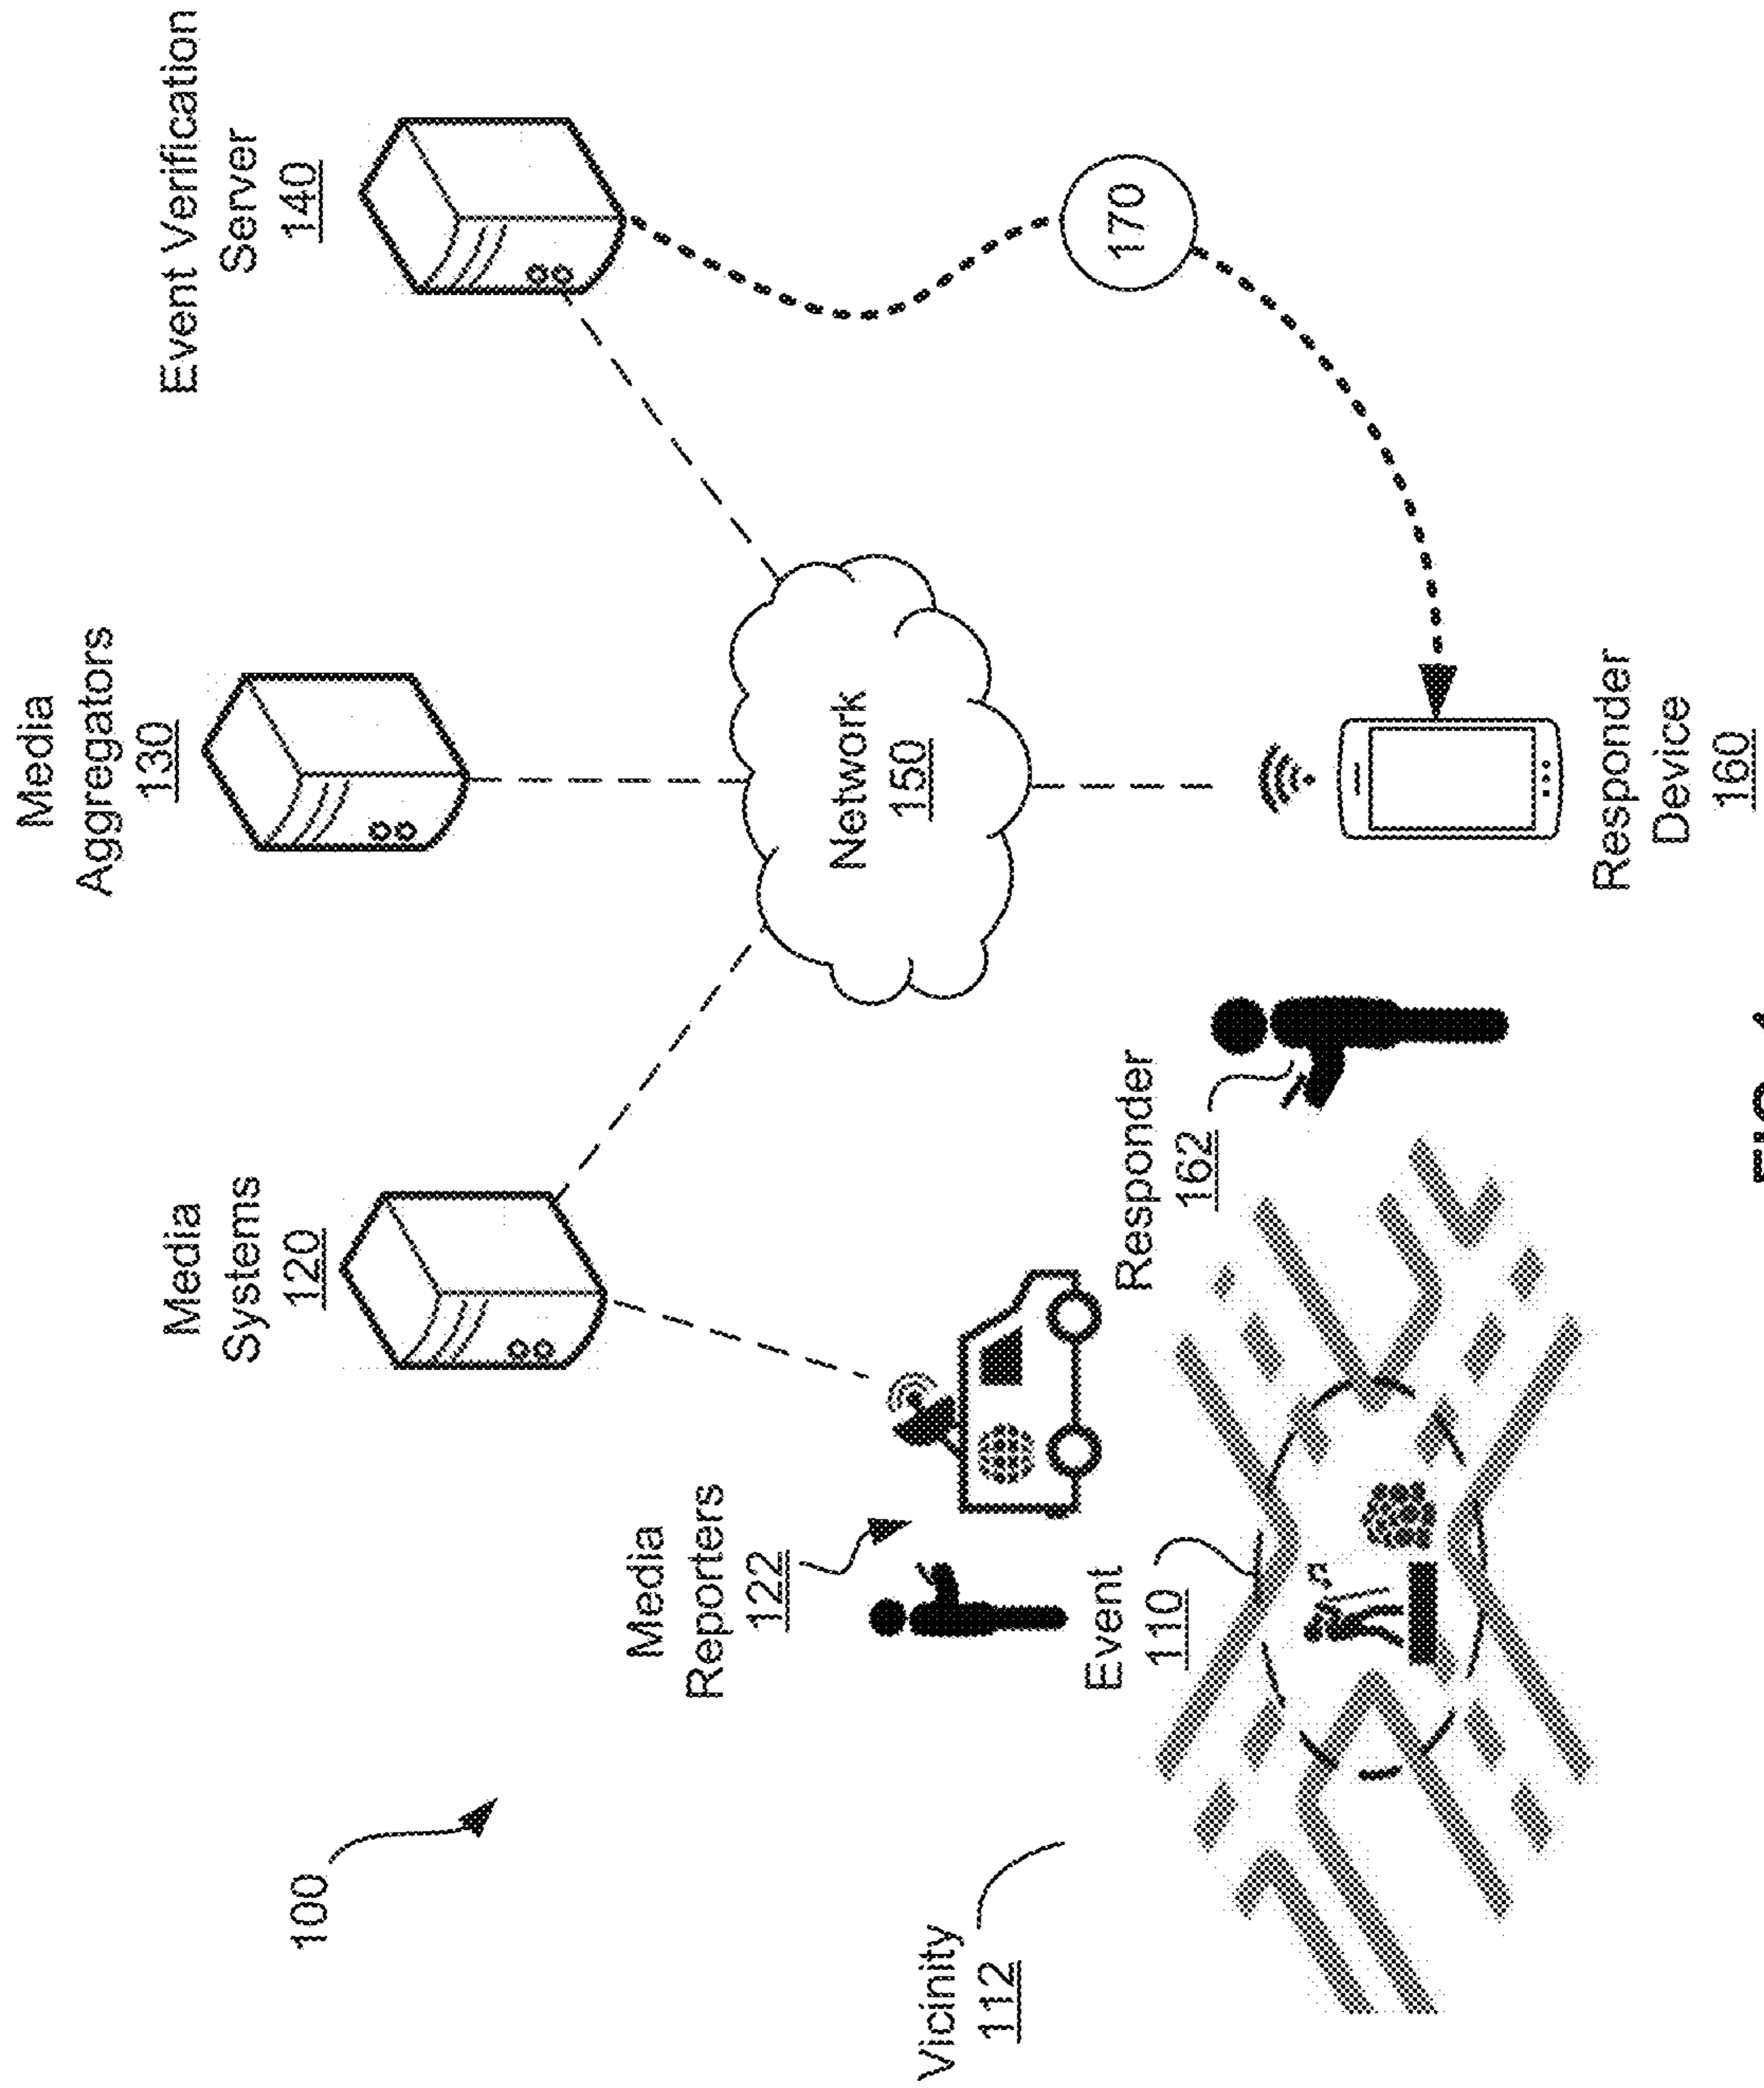 100
Media
Systems
120
Media
Aggregators
130
Event Verification
Server
140
Media
Reporters
122
Network
150
170
Vicinity
112
Event
110
Responder
162
Responder
Device
160